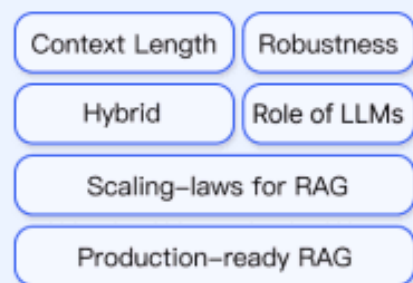 Context Length
Robustness
Hybrid
Role of LLMs
Scaling–laws for RAG
Production–ready RAG